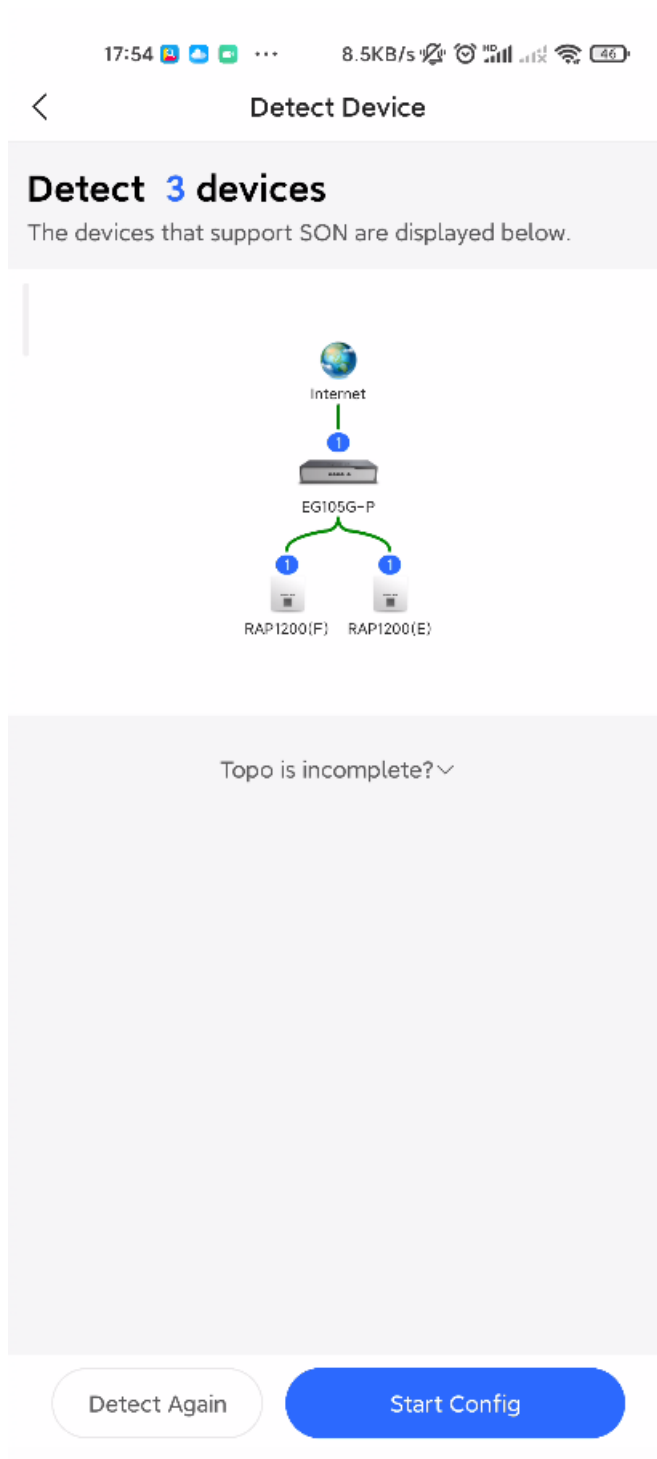 17:54 ··· 8.5KB/s HD 46
Detect Device
Detect 3 devices
The devices that support SON are displayed below.
Internet
1
EG105G-P
1 1
RAP1200(F) RAP1200(E)
Topo is incomplete?
Detect Again Start Config